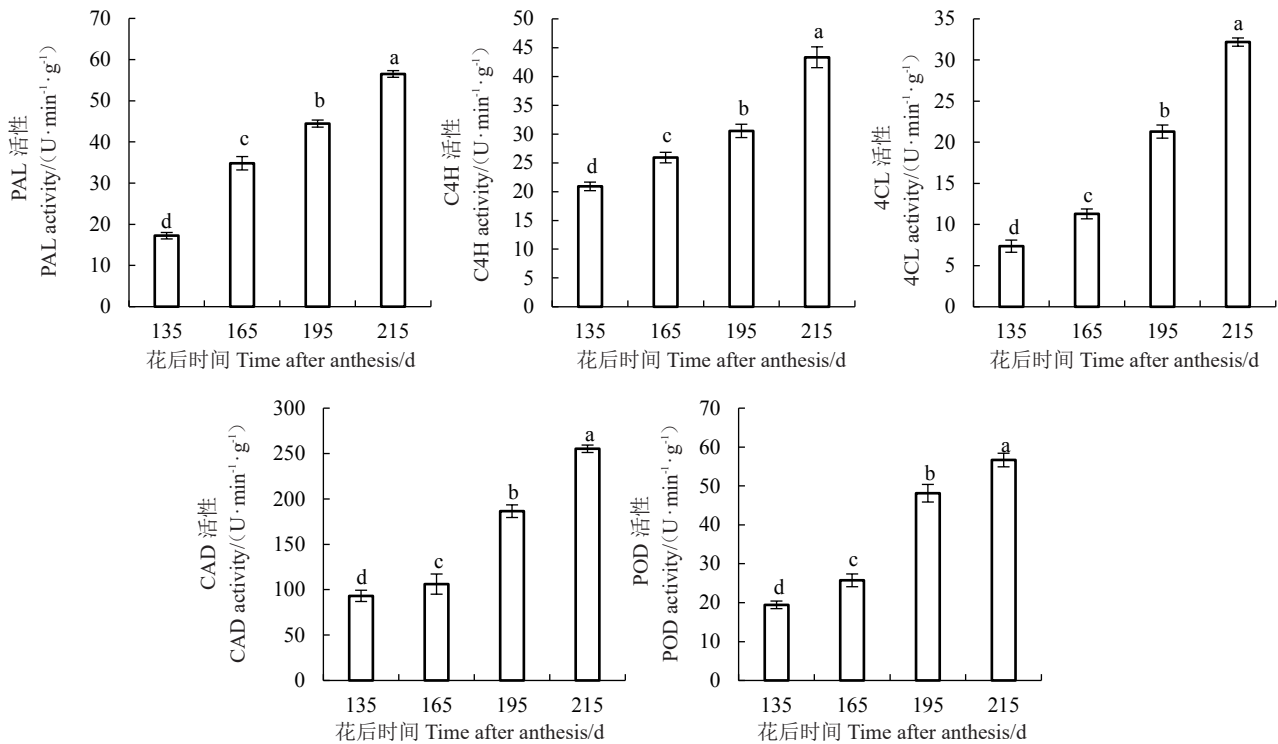 PAL 活性
PAL activity/(U·min⁻¹·g⁻¹)
70
60
50
40
30
20
10
0
d
c
b
a
135 165 195 215
花后时间 Time after anthesis/d
C4H 活性
C4H activity/(U·min⁻¹·g⁻¹)
50
45
40
35
30
25
20
15
10
5
0
d
c
b
a
135 165 195 215
花后时间 Time after anthesis/d
4CL 活性
4CL activity/(U·min⁻¹·g⁻¹)
35
30
25
20
15
10
5
0
d
c
b
a
135 165 195 215
花后时间 Time after anthesis/d
CAD 活性
CAD activity/(U·min⁻¹·g⁻¹)
300
250
200
150
100
50
0
d
c
b
a
135 165 195 215
花后时间 Time after anthesis/d
POD 活性
POD activity/(U·min⁻¹·g⁻¹)
70
60
50
40
30
20
10
0
d
c
b
a
135 165 195 215
花后时间 Time after anthesis/d